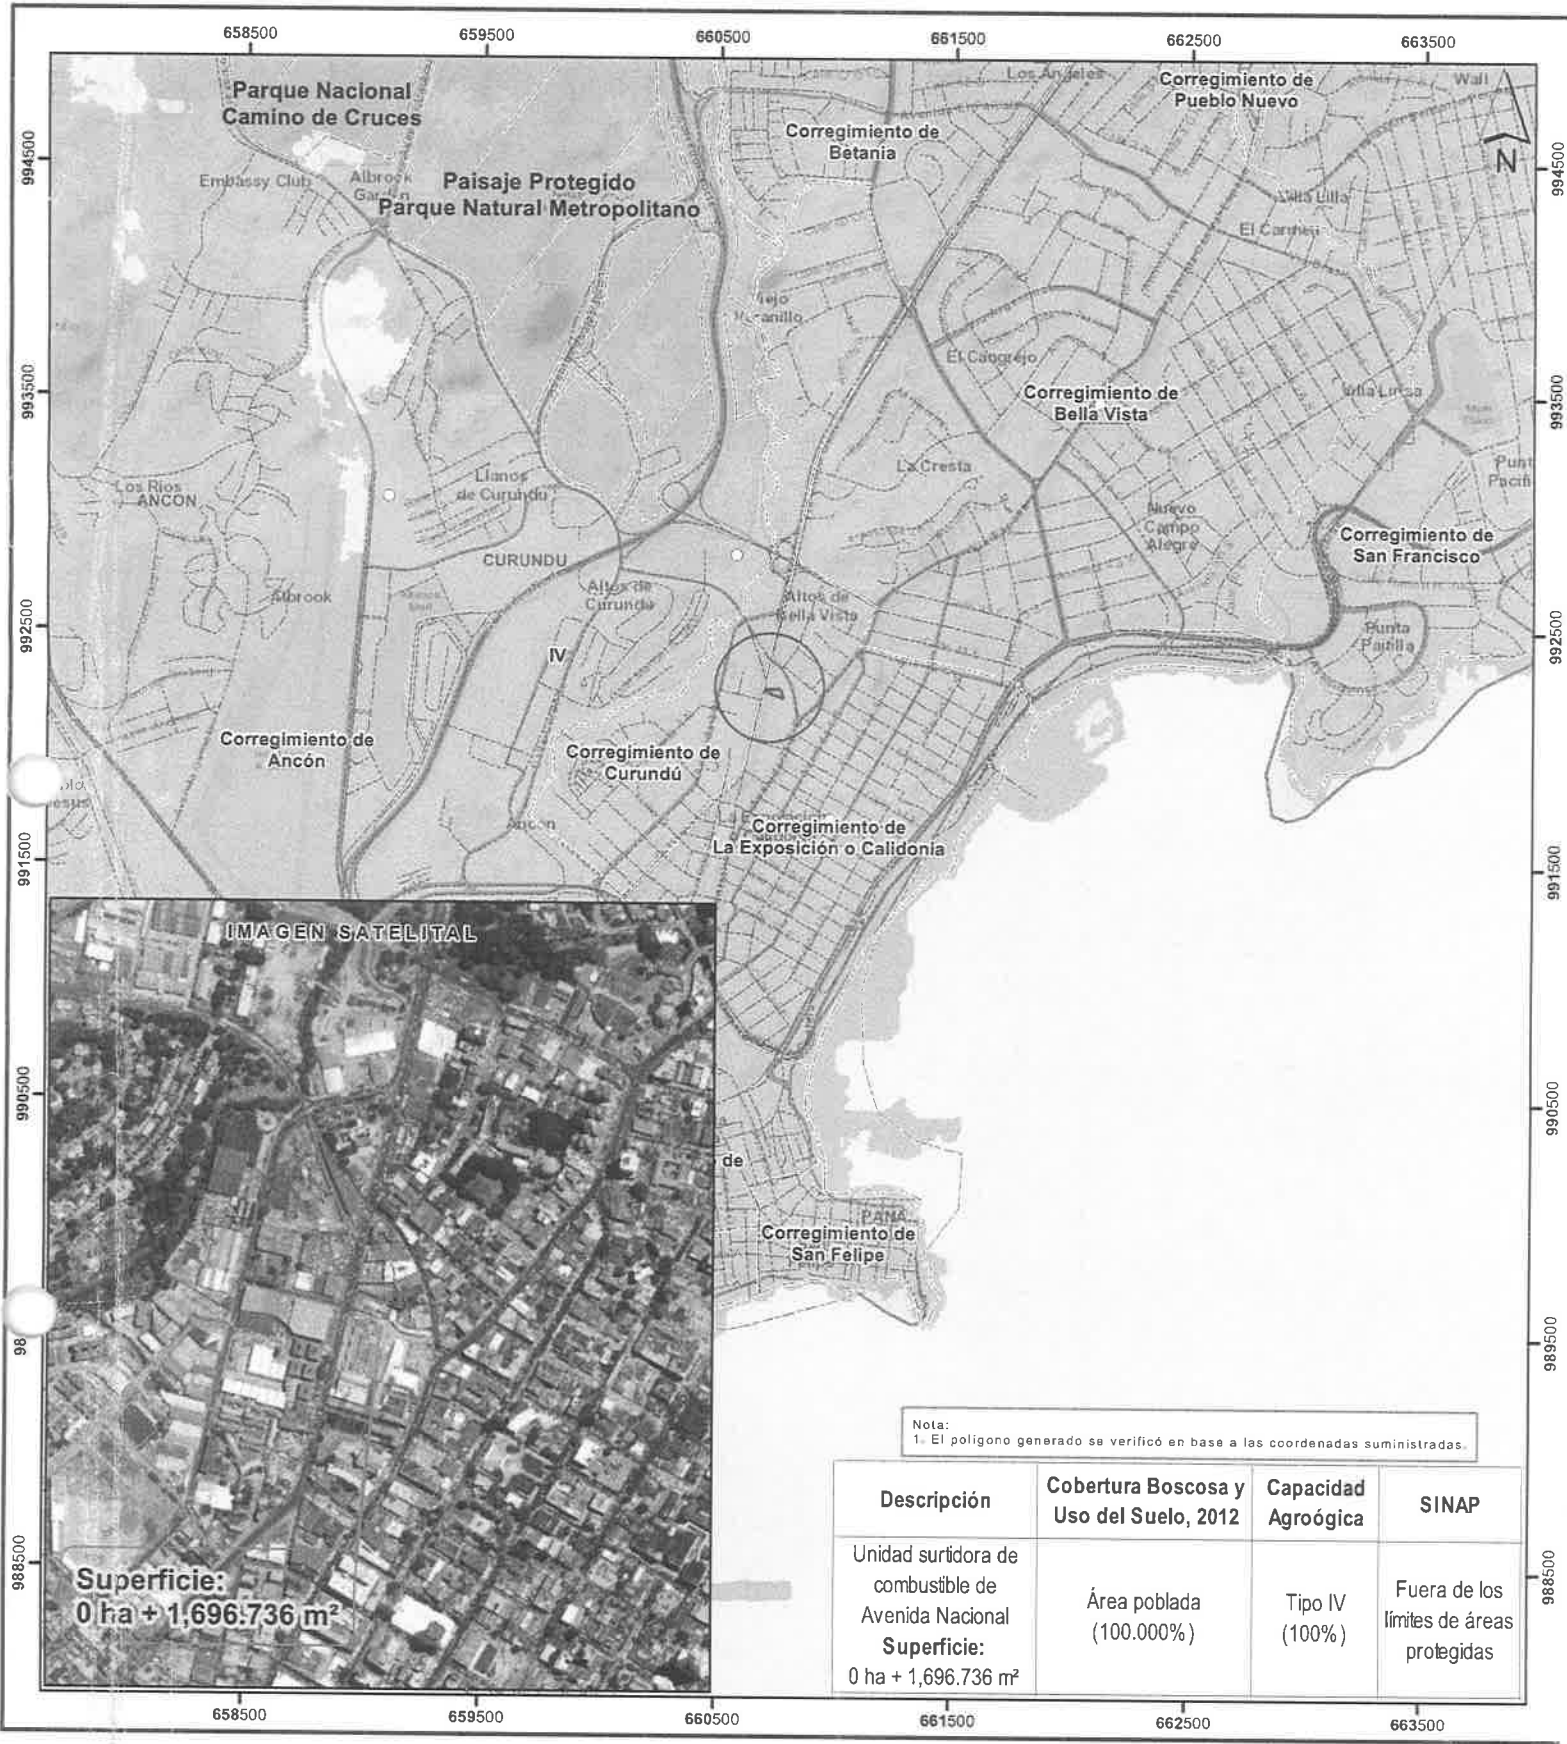 658500
659500
660500
661500
662500
663500
Parque Nacional
Camino de Cruces
Embassy Club
Albrook
Paisaje Protegido
Parque Natural Metropolitano
Corregimiento de
Betania
Los Angeles
Corregimiento de
Pueblo Nuevo
Wall
N
Villa Lilla
El Carmen
El Cangrejo
Corregimiento de
Bella Vista
La Cresta
Nuevo
Campo
Alegre
Punt
Pacifi
Corregimiento de
San Francisco
Los Rios
ANCON
Llanos
de Curundu
CURUNDU
Albrook
Altos de
Curundu
Altos de
Bella Vista
IV
Punta
Paitilla
Corregimiento de
Ancón
Corregimiento de
Curundú
Ancon
Corregimiento de
La Exposición o Calidonia
de
PANA
Corregimiento de
San Felipe
994500
993500
992500
991500
990500
98
988500
994500
993500
992500
991500
990500
989500
988500
IMAGEN SATELITAL
Superficie:
0 ha + 1,696.736 m²
Nota:
1. El polígono generado se verificó en base a las coordenadas suministradas.
Descripción
Cobertura Boscosa y
Uso del Suelo, 2012
Capacidad
Agroógica
SINAP
Unidad surtidora de
combustible de
Avenida Nacional
Superficie:
0 ha + 1,696.736 m²
Área poblada
(100.000%)
Tipo IV
(100%)
Fuera de los
límites de áreas
protegidas
658500
659500
660500
661500
662500
663500